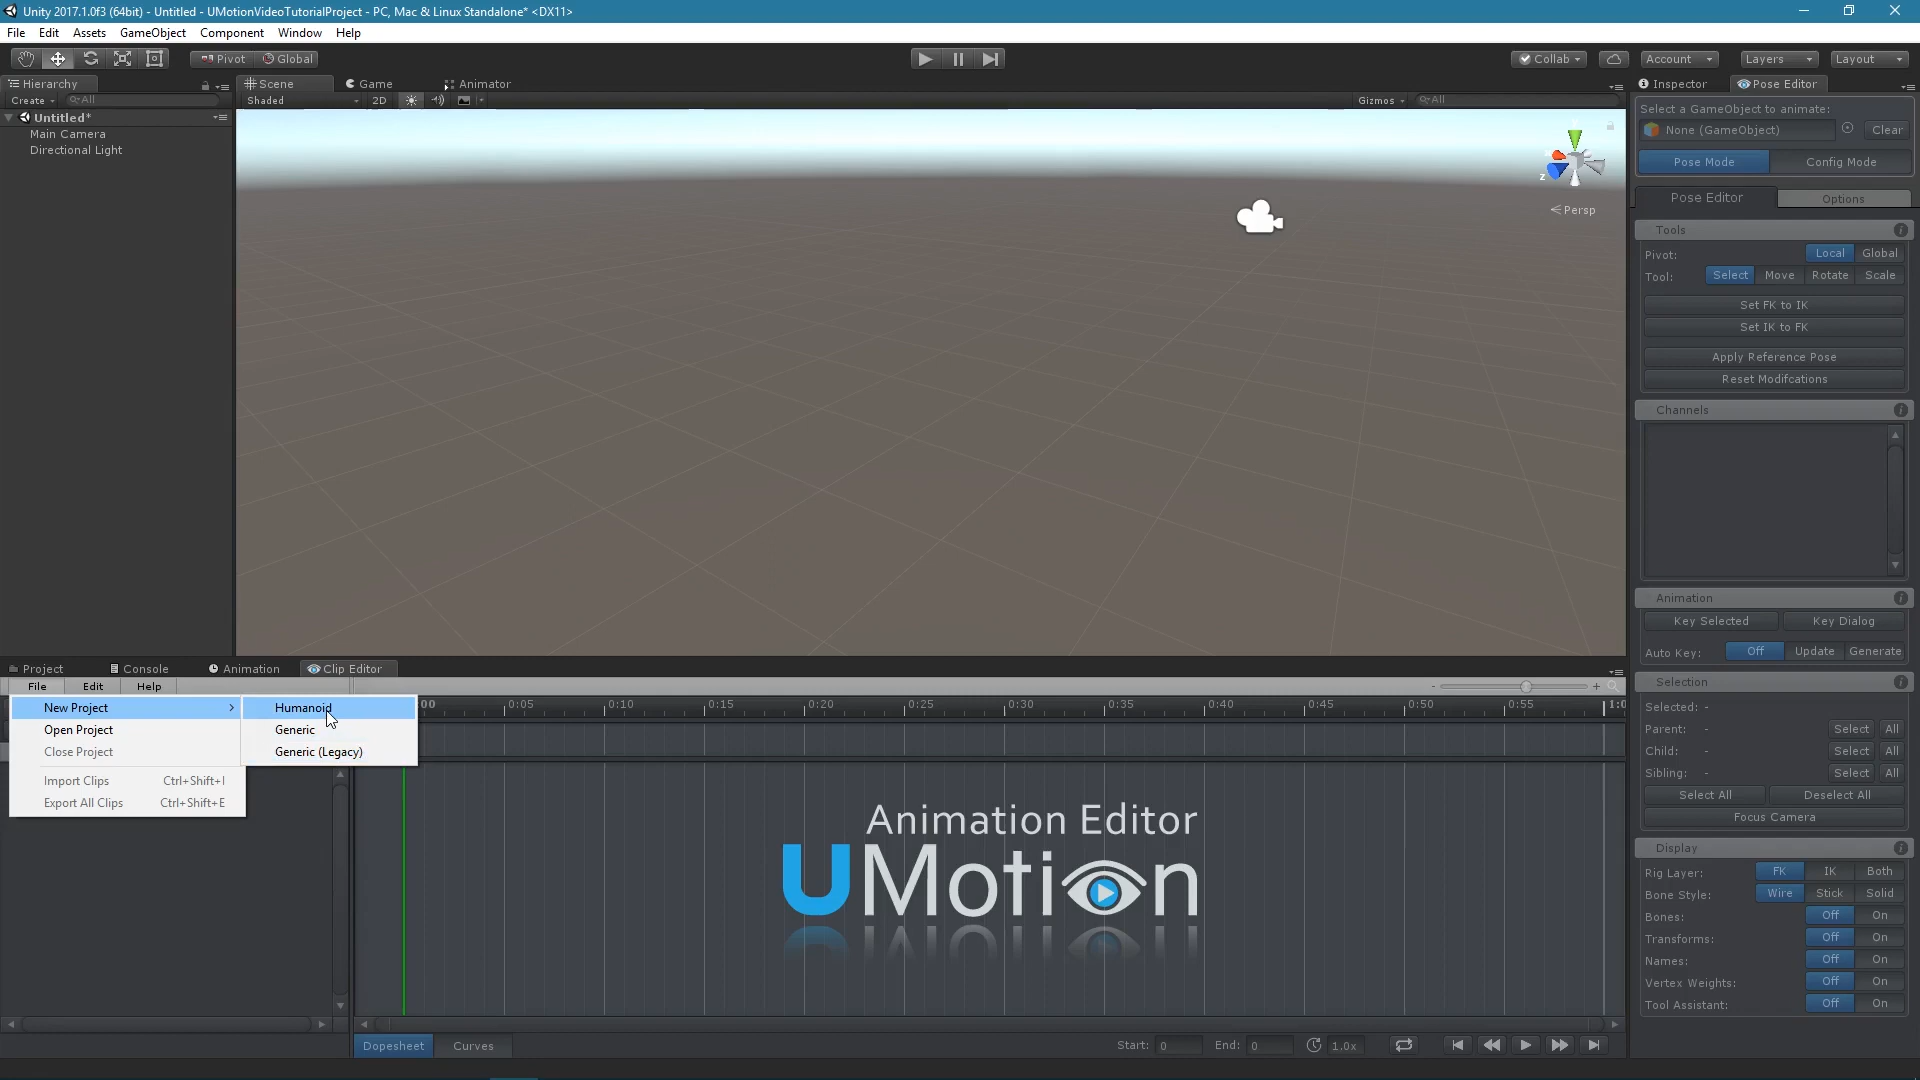 Unity 2017.1.0f3 (64bit) - Untitled - UMotionVideoTutorialProject - PC, Mac & Linux Standalone* <DX11>
File Edit Assets GameObject Component Window Help
Pivot Global Collab Account Layers Layout
Hierarchy Scene Game Animator Inspector Pose Editor
Create All Shaded 2D Gizmos All
Select a GameObject to animate:
Untitled*
None (GameObject) Clear
Main Camera
Directional Light
Pose Mode Config Mode
z
Pose Editor Options
Persp
Tools
Pivot: Local Global
Tool: Select Move Rotate Scale
Set FK to IK
Set IK to FK
Apply Reference Pose
Reset Modifcations
Channels
Animation
Key Selected Key Dialog
Auto Key: Off Update Generate
Project Console Animation Clip Editor
Selection
File Edit Help
New Project Humanoid
:00 0:05 0:10 0:15 0:20 0:25 0:30 0:35 0:40 0:45 0:50 0:55 1:0
Selected: -
Open Project Generic
Parent: - Select All
Close Project Generic (Legacy)
Child: - Select All
Import Clips Ctrl+Shift+I
Sibling: - Select All
Export All Clips Ctrl+Shift+E
Select All Deselect All
Focus Camera
Animation Editor
UMotion
Display
Rig Layer: FK IK Both
Bone Style: Wire Stick Solid
Bones: Off On
Transforms: Off On
Names: Off On
Vertex Weights: Off On
Tool Assistant: Off On
Dopesheet Curves Start: 0 End: 0 1,0x